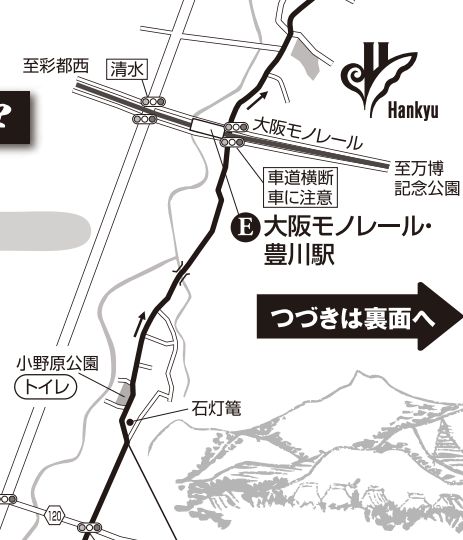 至彩都西
清水
Hankyu
?
大阪モノレール
至万博
記念公園
車道横断
車に注意
E 大阪モノレール・
豊川駅
つづきは裏面へ
小野原公園
トイレ
石灯篭
120